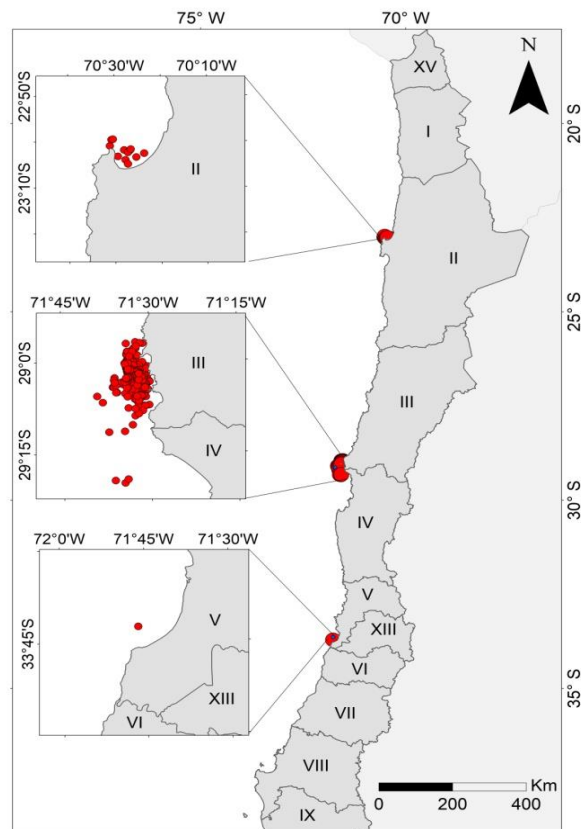 75° W
70° W
N
XV
20° S
I
II
25° S
III
IV
30° S
V
XIII
VI
35° S
VII
VIII
IX
Km
0
200
400
70°30'W
70°10'W
22°50'S
23°10'S
II
71°45'W
71°30'W
71°15'W
29°0'S
29°15'S
III
IV
72°0'W
71°45'W
71°30'W
33°45'S
V
XIII
VI